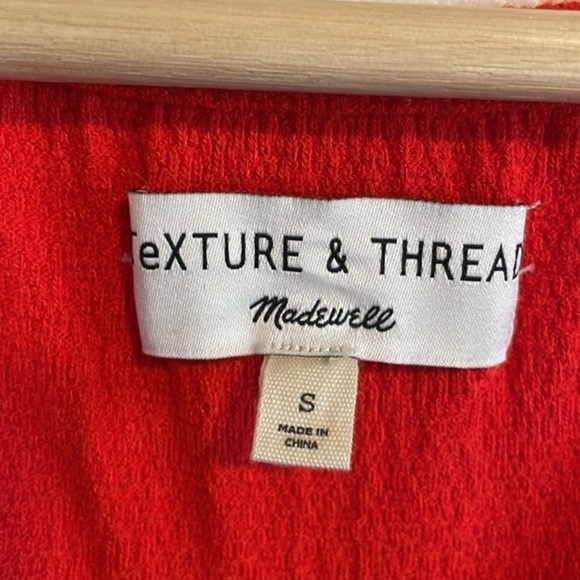 TeXTURE & THREAD
Madewell
S
MADE IN
CHINA